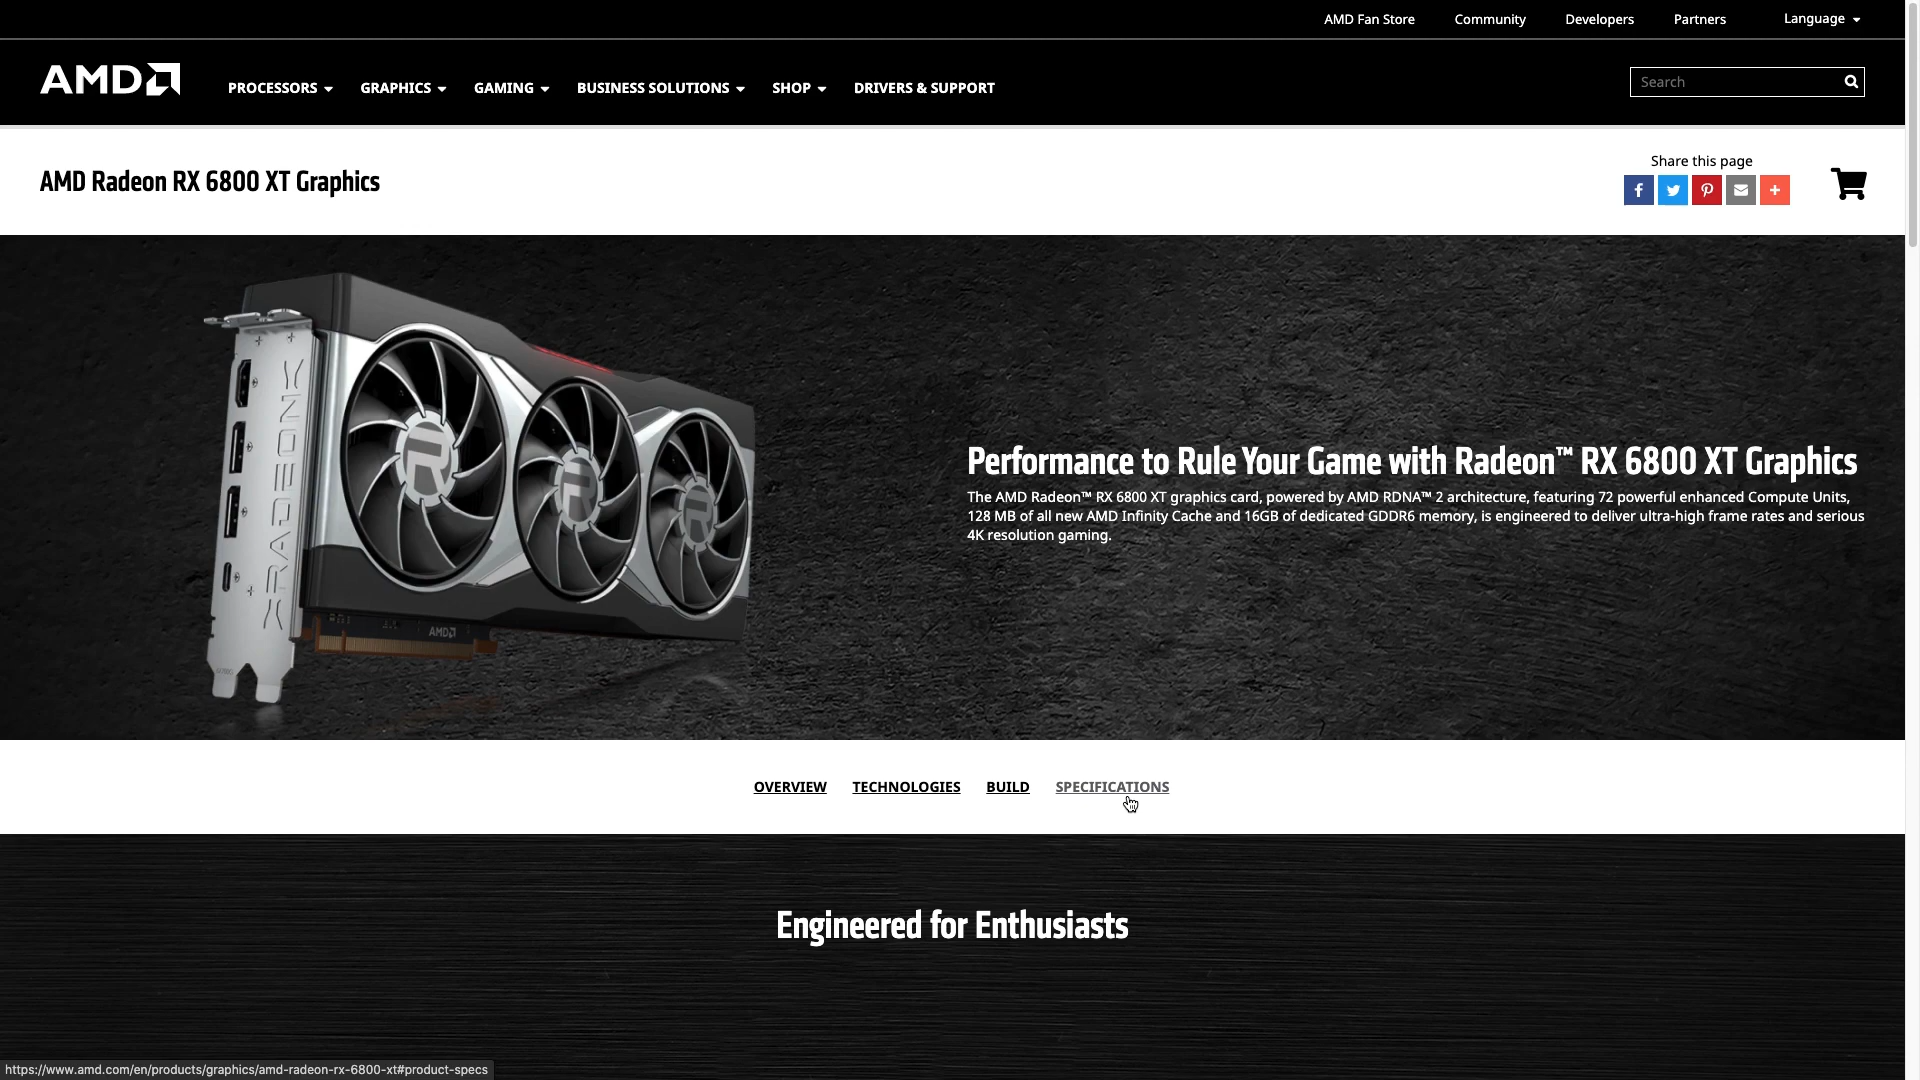 AMD Fan Store Community Developers Partners Language
AMD PROCESSORS GRAPHICS GAMING BUSINESS SOLUTIONS SHOP DRIVERS & SUPPORT Search
AMD Radeon RX 6800 XT Graphics
Share this page
RADEON
R
R
R
AMD
Performance to Rule Your Game with Radeon™ RX 6800 XT Graphics
The AMD Radeon™ RX 6800 XT graphics card, powered by AMD RDNA™ 2 architecture, featuring 72 powerful enhanced Compute Units,
128 MB of all new AMD Infinity Cache and 16GB of dedicated GDDR6 memory, is engineered to deliver ultra-high frame rates and serious
4K resolution gaming.
OVERVIEW TECHNOLOGIES BUILD SPECIFICATIONS
Engineered for Enthusiasts
https://www.amd.com/en/products/graphics/amd-radeon-rx-6800-xt#product-specs